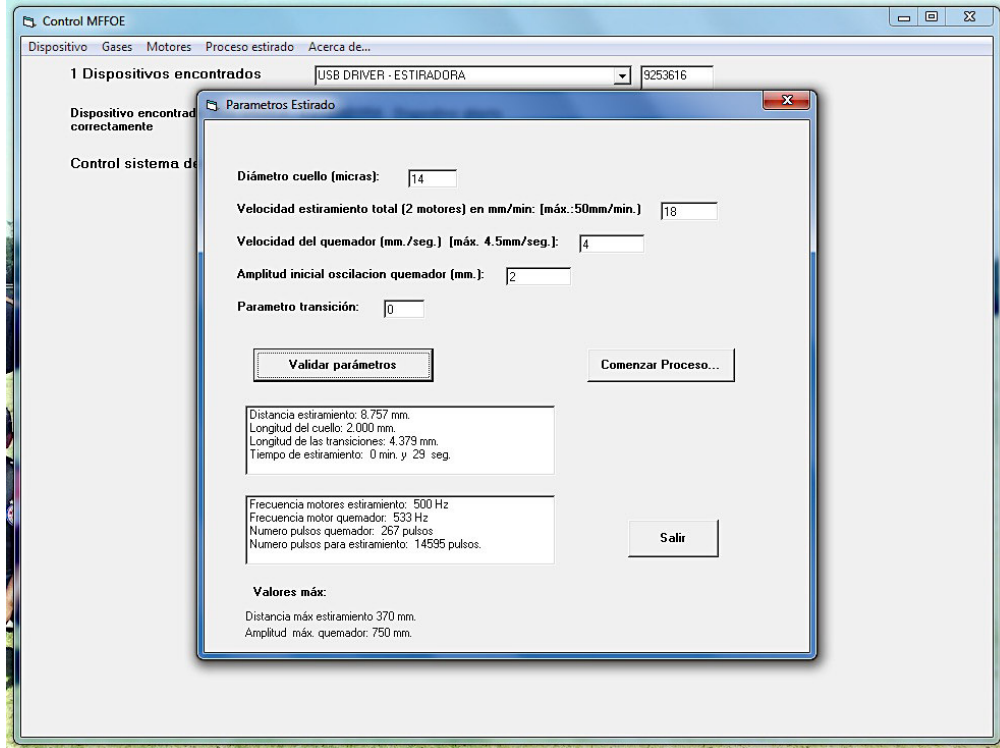 Control MFFOE
Dispositivo Gases Motores Proceso estirado Acerca de...
1 Dispositivos encontrados USB DRIVER - ESTIRADORA 9253616
Dispositivo encontrad
correctamente
Control sistema de
Parametros Estirado
Diámetro cuello (micras): 14
Velocidad estiramiento total (2 motores) en mm/min: [máx.:50mm/min.) 18
Velocidad del quemador (mm./seg.) [máx. 4.5mm/seg.]: 4
Amplitud inicial oscilacion quemador (mm.): 2
Parametro transición: 0
Validar parámetros Comenzar Proceso...
Distancia estiramiento: 8.757 mm.
Longitud del cuello: 2.000 mm.
Longitud de las transiciones: 4.379 mm.
Tiempo de estiramiento: 0 min. y 29 seg.
Frecuencia motores estiramiento: 500 Hz
Frecuencia motor quemador: 533 Hz
Numero pulsos quemador: 267 pulsos
Numero pulsos para estiramiento: 14595 pulsos.
Salir
Valores máx:
Distancia máx estiramiento 370 mm.
Amplitud máx. quemador: 750 mm.